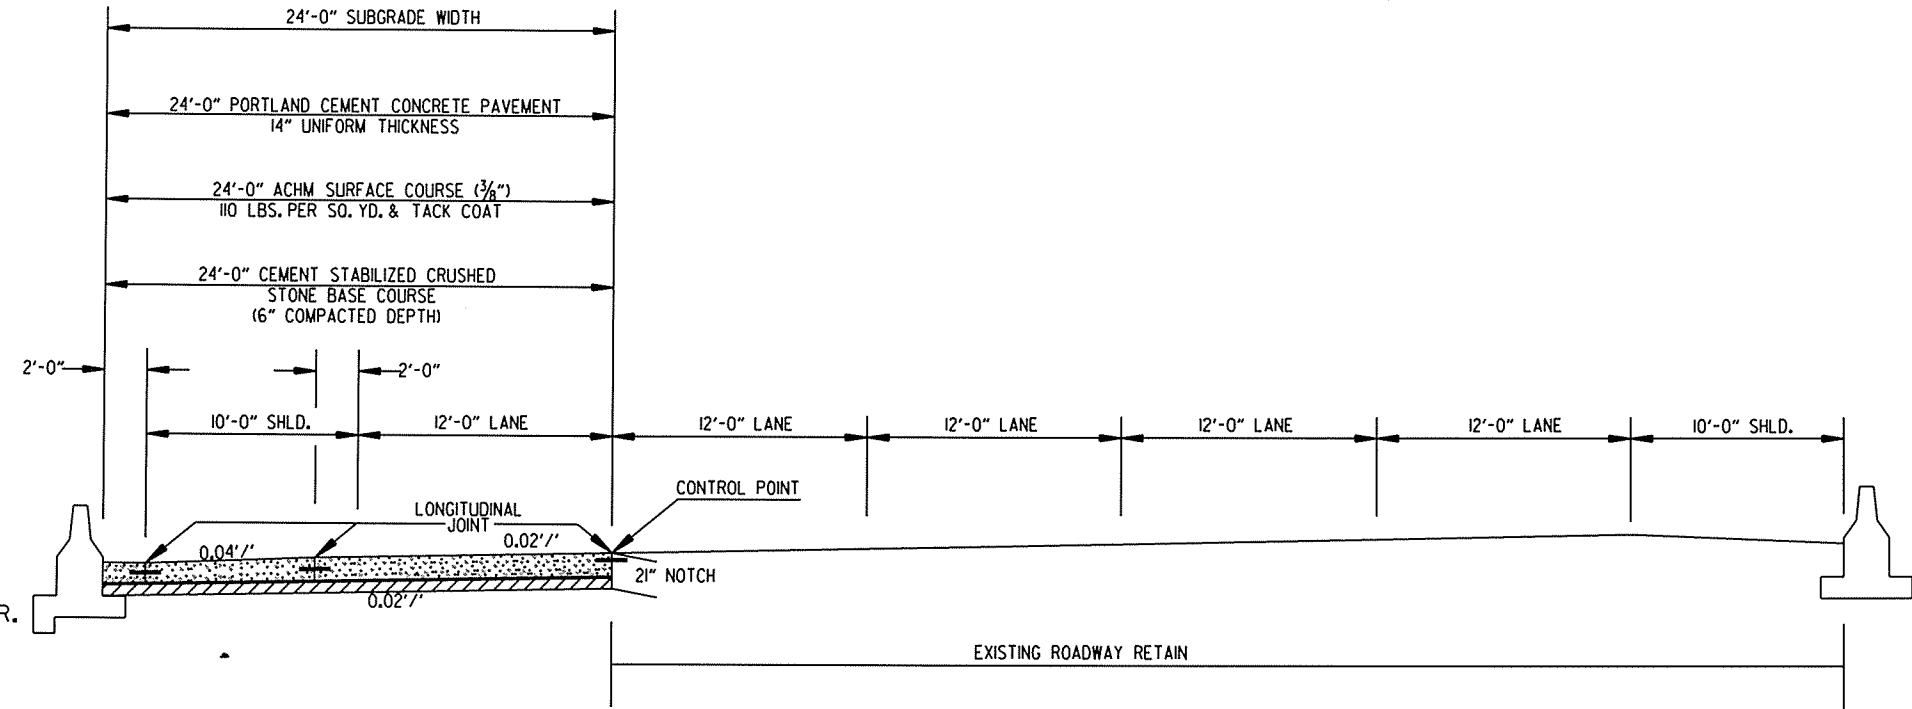 24'-0" SUBGRADE WIDTH
24'-0" PORTLAND CEMENT CONCRETE PAVEMENT
14" UNIFORM THICKNESS
24'-0" ACHM SURFACE COURSE (3/8")
110 LBS. PER SQ. YD. & TACK COAT
24'-0" CEMENT STABILIZED CRUSHED
STONE BASE COURSE
(6" COMPACTED DEPTH)
2'-0"
2'-0"
10'-0" SHLD.
12'-0" LANE
12'-0" LANE
12'-0" LANE
12'-0" LANE
12'-0" LANE
10'-0" SHLD.
CONTROL POINT
LONGITUDINAL
JOINT
0.04'/'
0.02'/'
21" NOTCH
0.02'/'
R.
EXISTING ROADWAY RETAIN